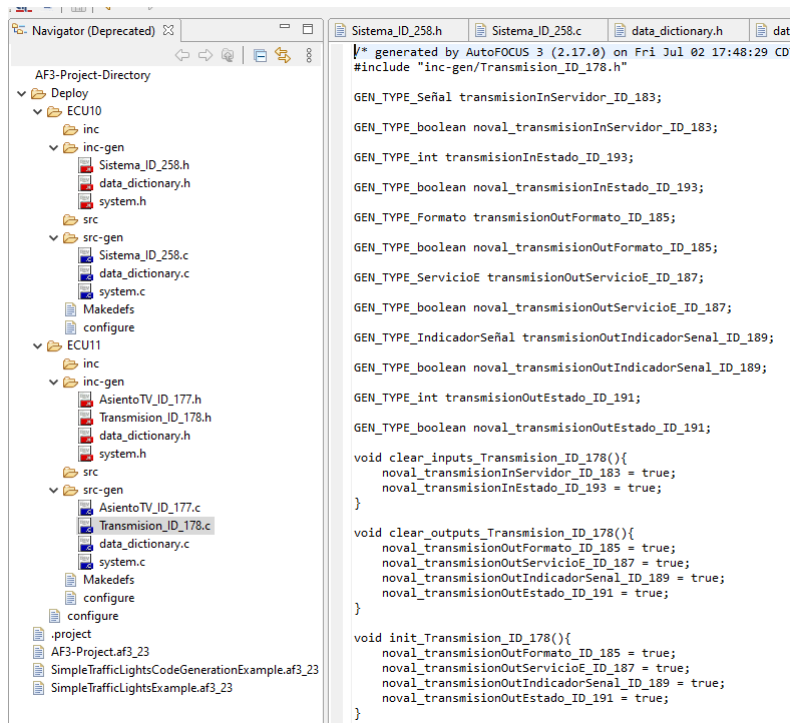 Navigator (Deprecated)
AF3-Project-Directory
Deploy
ECU10
inc
inc-gen
Sistema_ID_258.h
data_dictionary.h
system.h
src
src-gen
Sistema_ID_258.c
data_dictionary.c
system.c
Makedefs
configure
ECU11
inc
inc-gen
AsientoTV_ID_177.h
Transmision_ID_178.h
data_dictionary.h
system.h
src
src-gen
AsientoTV_ID_177.c
Transmision_ID_178.c
data_dictionary.c
system.c
Makedefs
configure
configure
.project
AF3-Project.af3_23
SimpleTrafficLightsCodeGenerationExample.af3_23
SimpleTrafficLightsExample.af3_23
Sistema_ID_258.h
Sistema_ID_258.c
data_dictionary.h
dat
/* generated by AutoFOCUS 3 (2.17.0) on Fri Jul 02 17:48:29 CD
#include "inc-gen/Transmision_ID_178.h"
GEN_TYPE_Señal transmisionInServidor_ID_183;
GEN_TYPE_boolean noval_transmisionInServidor_ID_183;
GEN_TYPE_int transmisionInEstado_ID_193;
GEN_TYPE_boolean noval_transmisionInEstado_ID_193;
GEN_TYPE_Formato transmisionOutFormato_ID_185;
GEN_TYPE_boolean noval_transmisionOutFormato_ID_185;
GEN_TYPE_ServicioE transmisionOutServicioE_ID_187;
GEN_TYPE_boolean noval_transmisionOutServicioE_ID_187;
GEN_TYPE_IndicadorSeñal transmisionOutIndicadorSenal_ID_189;
GEN_TYPE_boolean noval_transmisionOutIndicadorSenal_ID_189;
GEN_TYPE_int transmisionOutEstado_ID_191;
GEN_TYPE_boolean noval_transmisionOutEstado_ID_191;
void clear_inputs_Transmision_ID_178(){
noval_transmisionInServidor_ID_183 = true;
noval_transmisionInEstado_ID_193 = true;
}
void clear_outputs_Transmision_ID_178(){
noval_transmisionOutFormato_ID_185 = true;
noval_transmisionOutServicioE_ID_187 = true;
noval_transmisionOutIndicadorSenal_ID_189 = true;
noval_transmisionOutEstado_ID_191 = true;
}
void init_Transmision_ID_178(){
noval_transmisionOutFormato_ID_185 = true;
noval_transmisionOutServicioE_ID_187 = true;
noval_transmisionOutIndicadorSenal_ID_189 = true;
noval_transmisionOutEstado_ID_191 = true;
}